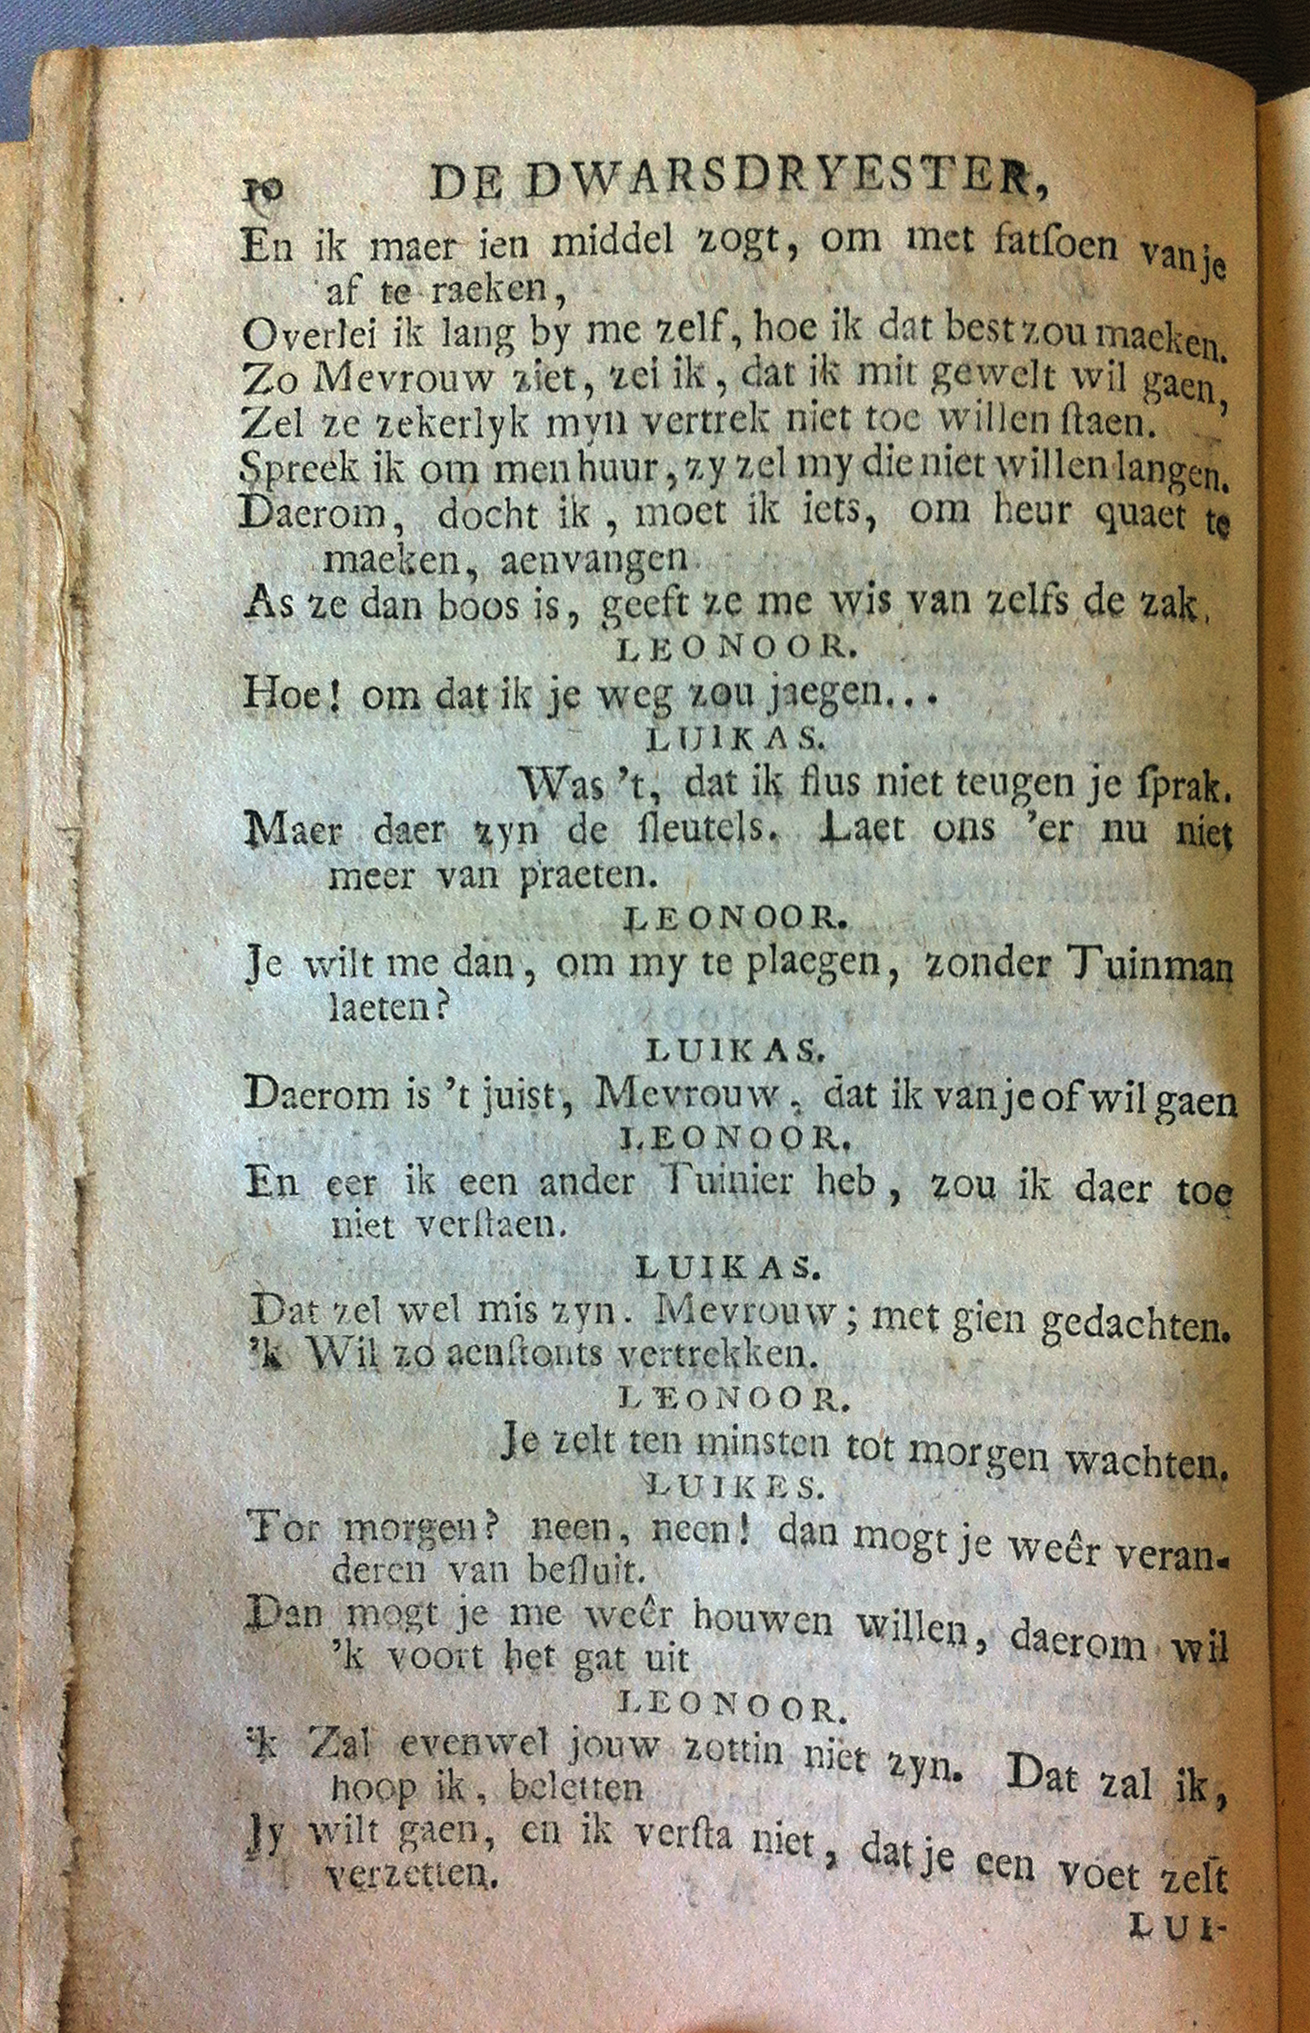 10 DE DWARSDRYESTER,
En ik maer ien middel zogt, om met fatſoen van je
af te raeken,
Overlei ik lang by me zelf, hoe ik dat best zou maeken.
Zo Mevrouw ziet, zei ik, dat ik mit gewelt wil gaen,
Zel ze zekerlyk myn vertrek niet toe willen ſtaen.
Spreek ik om men huur, zy zel my die niet willen langen.
Daerom, docht ik, moet ik iets, om heur quaet te
maeken, aenvangen.
As ze dan boos is, geeft ze me wis van zelfs de zak.
LEONOOR.
Hoe! om dat ik je weg zou jaegen...
LUIKAS.
Was 't, dat ik flus niet teugen je ſprak.
Maer daer zyn de ſleutels. Laet ons 'er nu niet
meer van praeten.
LEONOOR.
Je wilt me dan, om my te plaegen, zonder Tuinman
laeten?
LUIKAS.
Daerom is 't juist, Mevrouw, dat ik van je of wil gaen
LEONOOR.
En eer ik een ander Tuinier heb, zou ik daer toe
niet verſtaen.
LUIKAS.
Dat zel wel mis zyn. Mevrouw; met gien gedachten.
'k Wil zo aenſtonts vertrekken.
LEONOOR.
Je zelt ten minsten tot morgen wachten.
LUIKES.
Tor morgen? neen, neen! dan mogt je weêr veran-
deren van beſluit.
Dan mogt je me weêr houwen willen, daerom wil
'k voort het gat uit
LEONOOR.
'k Zal evenwel jouw zottin niet zyn. Dat zal ik,
hoop ik, beletten
Jy wilt gaen, en ik verſta niet, dat je een voet zelt
verzetten.
LUI-